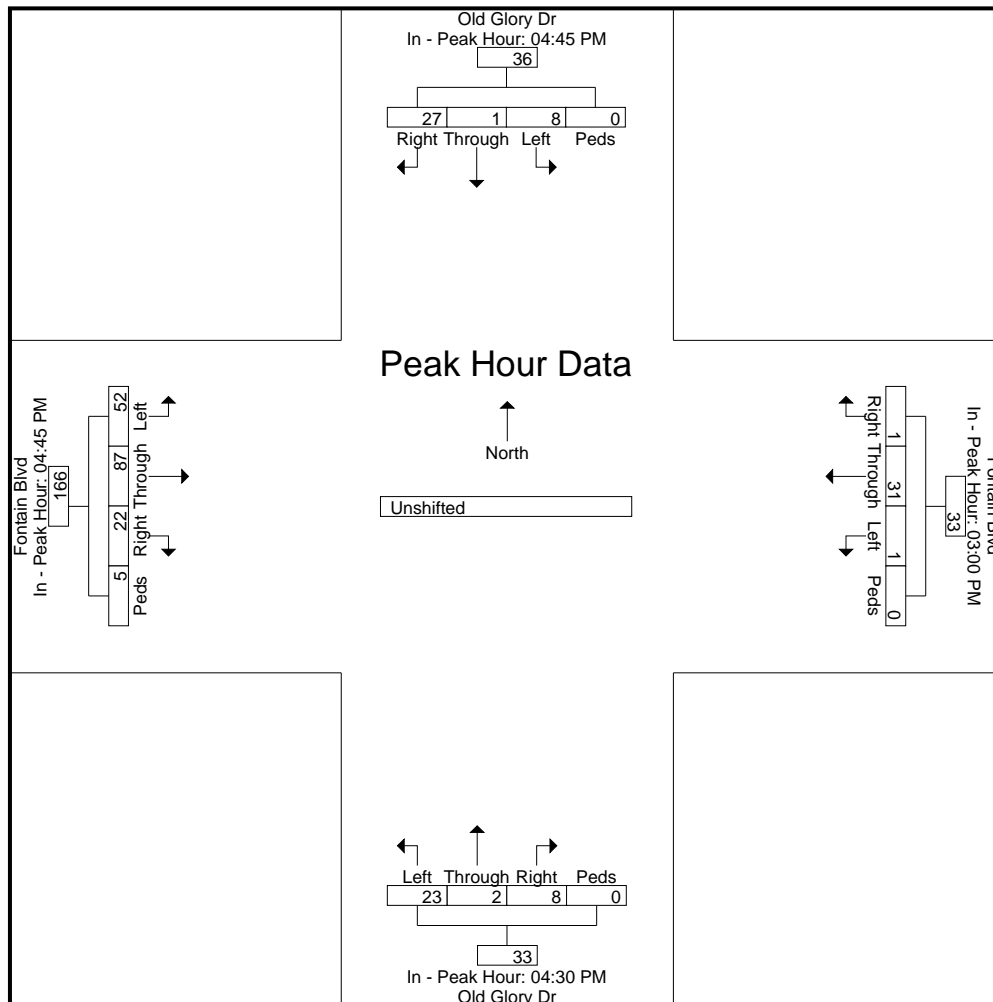 Old Glory Dr
In - Peak Hour: 04:45 PM
36
27 1 8 0
Right Through Left Peds
Peak Hour Data
North
Unshifted
Fontain Blvd
In - Peak Hour: 04:45 PM
166
52 87 22 5
Left Through Right Peds
Fontain Blvd
In - Peak Hour: 03:00 PM
33
1 31 1 0
Right Through Left Peds
Left Through Right Peds
23 2 8 0
33
In - Peak Hour: 04:30 PM
Old Glory Dr